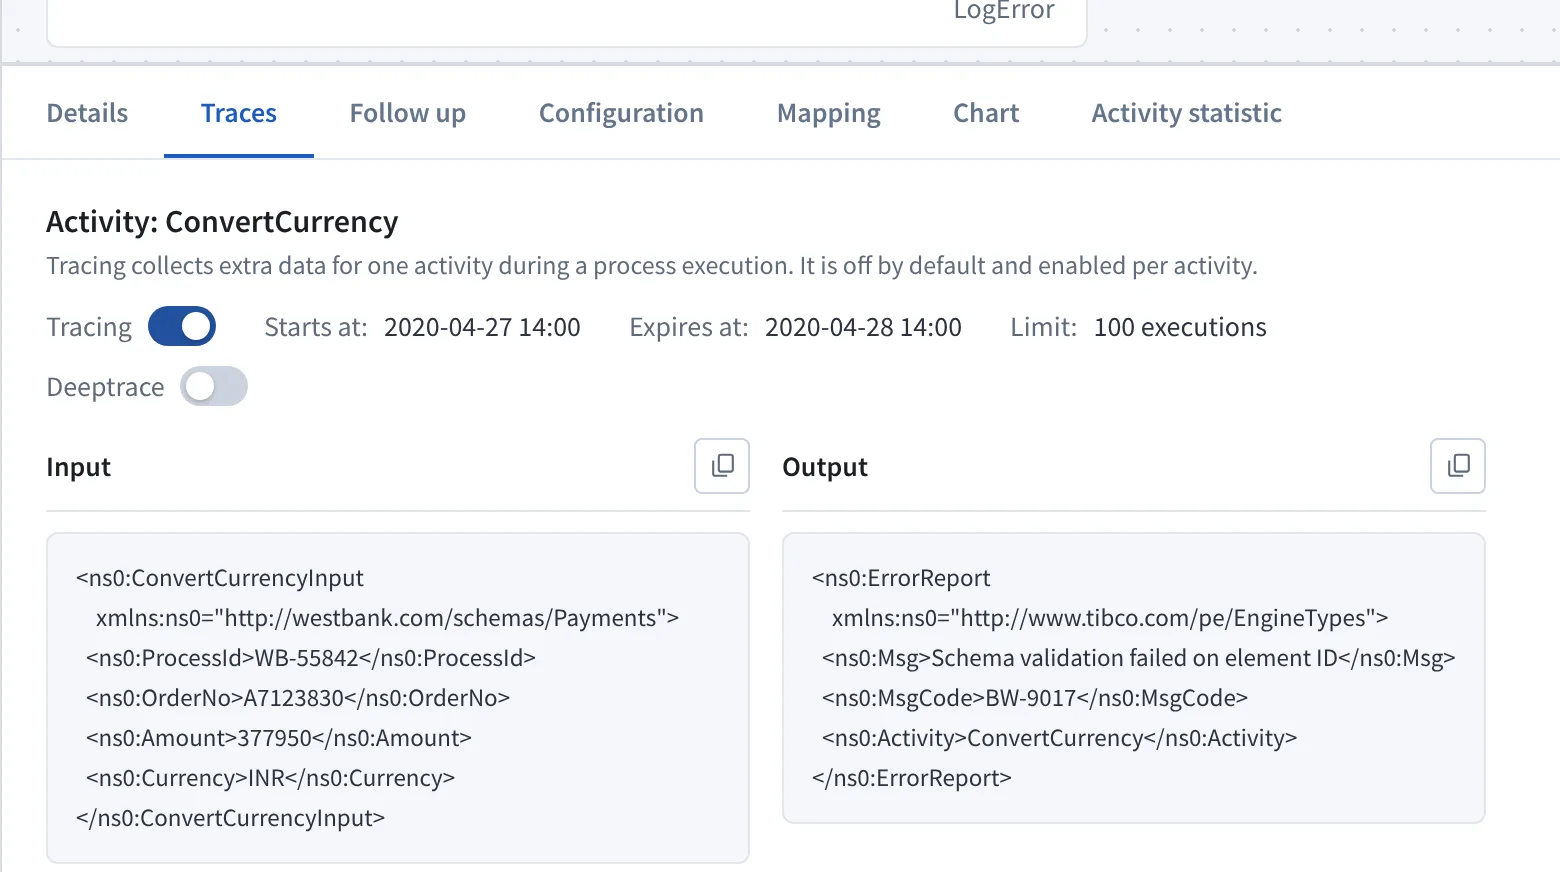 LogError
Details Traces Follow up Configuration Mapping Chart Activity statistic
Activity: ConvertCurrency
Tracing collects extra data for one activity during a process execution. It is off by default and enabled per activity.
Tracing Starts at: 2020-04-27 14:00 Expires at: 2020-04-28 14:00 Limit: 100 executions
Deeptrace
Input
<ns0:ConvertCurrencyInput
xmlns:ns0="http://westbank.com/schemas/Payments">
<ns0:ProcessId>WB-55842</ns0:ProcessId>
<ns0:OrderNo>A7123830</ns0:OrderNo>
<ns0:Amount>377950</ns0:Amount>
<ns0:Currency>INR</ns0:Currency>
</ns0:ConvertCurrencyInput>
Output
<ns0:ErrorReport
xmlns:ns0="http://www.tibco.com/pe/EngineTypes">
<ns0:Msg>Schema validation failed on element ID</ns0:Msg>
<ns0:MsgCode>BW-9017</ns0:MsgCode>
<ns0:Activity>ConvertCurrency</ns0:Activity>
</ns0:ErrorReport>